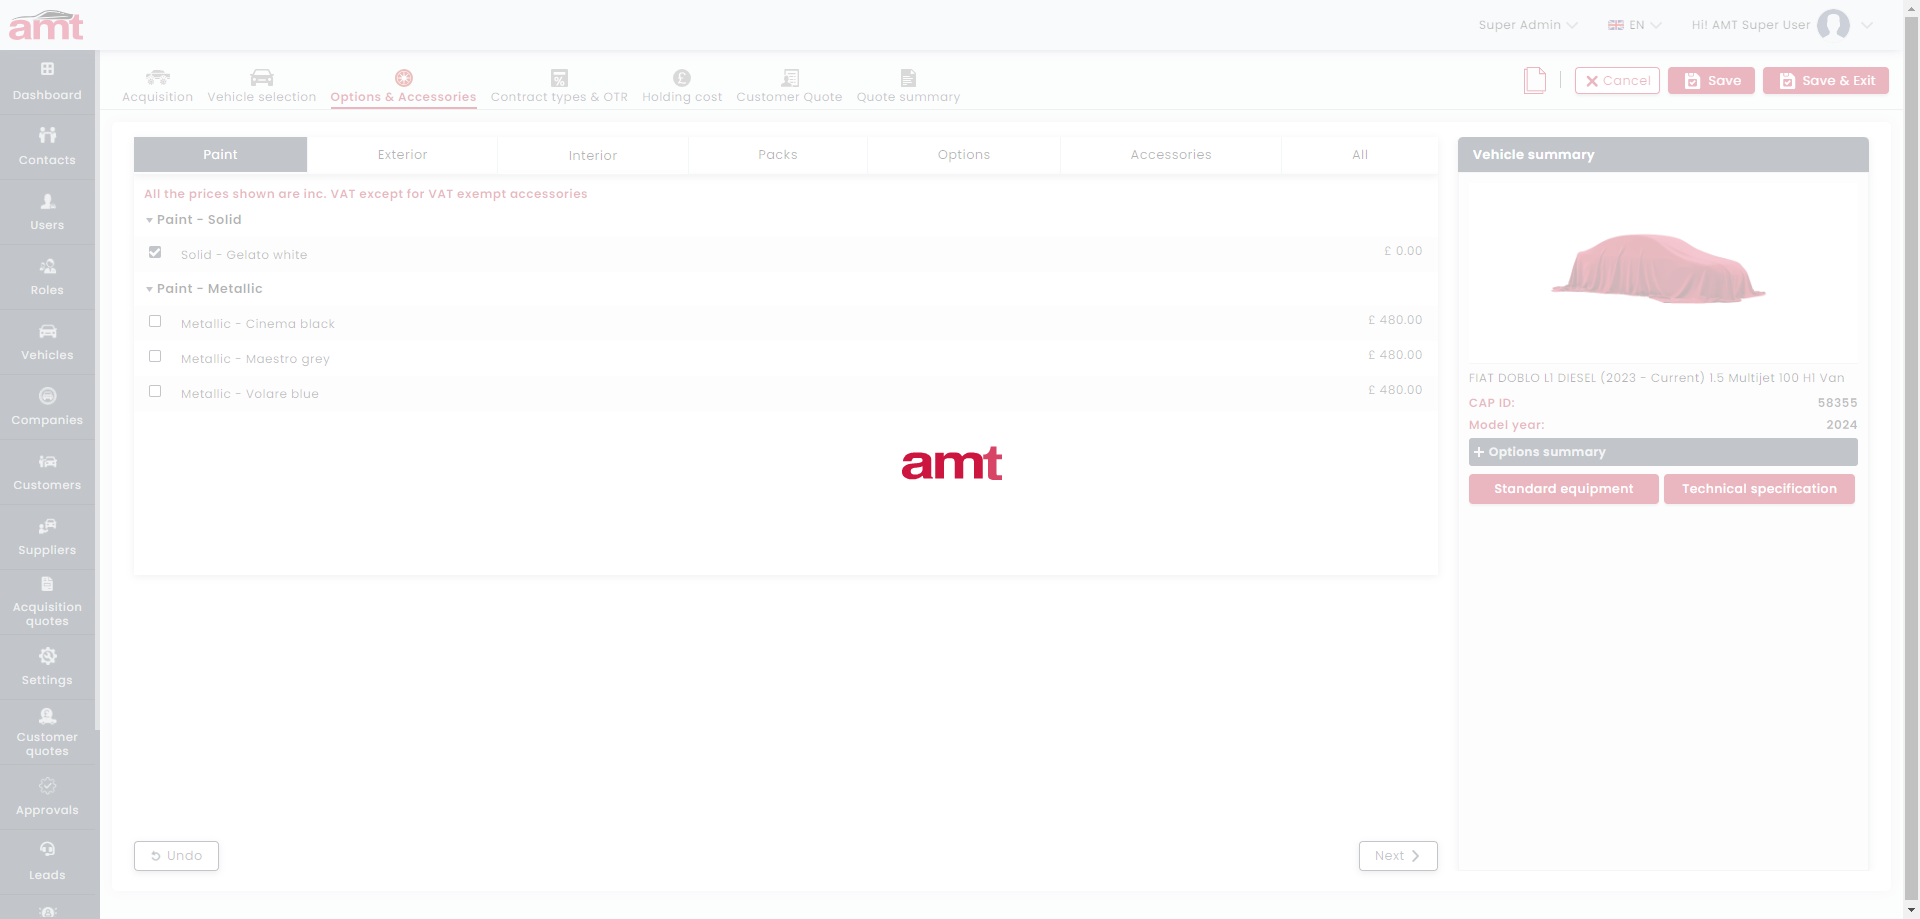 amt
Super Admin
EN
Hi! AMT Super User
Dashboard
Contacts
Users
Roles
Vehicles
Companies
Customers
Suppliers
Acquisition
quotes
Settings
Customer
quotes
Approvals
Leads
Acquisition
Vehicle selection
Options & Accessories
Contract types & OTR
Holding cost
Customer Quote
Quote summary
Cancel
Save
Save & Exit
Paint
Exterior
Interior
Packs
Options
Accessories
All
All the prices shown are inc. VAT except for VAT exempt accessories
Paint - Solid
Solid - Gelato white £ 0.00
Paint - Metallic
Metallic - Cinema black £ 480.00
Metallic - Maestro grey £ 480.00
Metallic - Volare blue £ 480.00
amt
Undo
Next
Vehicle summary
FIAT DOBLO L1 DIESEL (2023 - Current) 1.5 Multijet 100 H1 Van
CAP ID: 58355
Model year: 2024
+ Options summary
Standard equipment
Technical specification